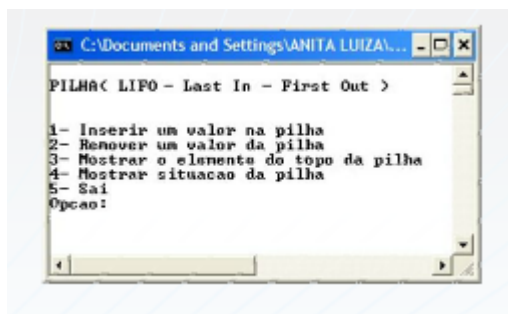 C:\Documents and Settings\ANITA LUIZA\...
PILHA( LIFO - Last In - First Out )
1- Inserir um valor na pilha
2- Remover um valor da pilha
3- Mostrar o elemento do topo da pilha
4- Mostrar situacao da pilha
5- Sai
Opcao: